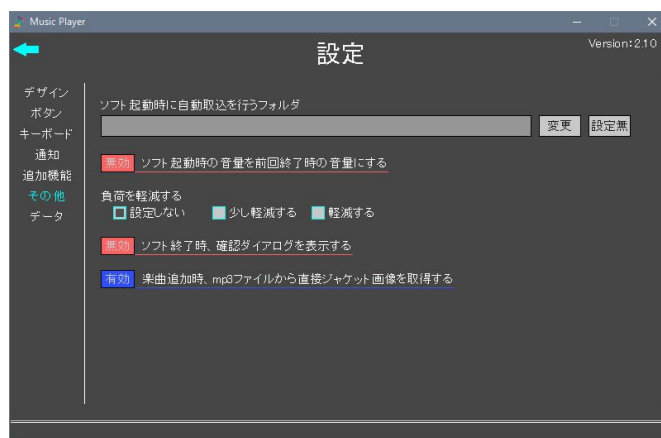 Music Player
設定
Version:2.10
デザイン
ボタン
キーボード
通知
追加機能
その他
データ
ソフト起動時に自動取込を行うフォルダ
変更 設定無
無効 ソフト起動時の音量を前回終了時の音量にする
負荷を軽減する
設定しない 少し軽減する 軽減する
無効 ソフト終了時、確認ダイアログを表示する
有効 楽曲追加時、mp3ファイルから直接ジャケット画像を取得する